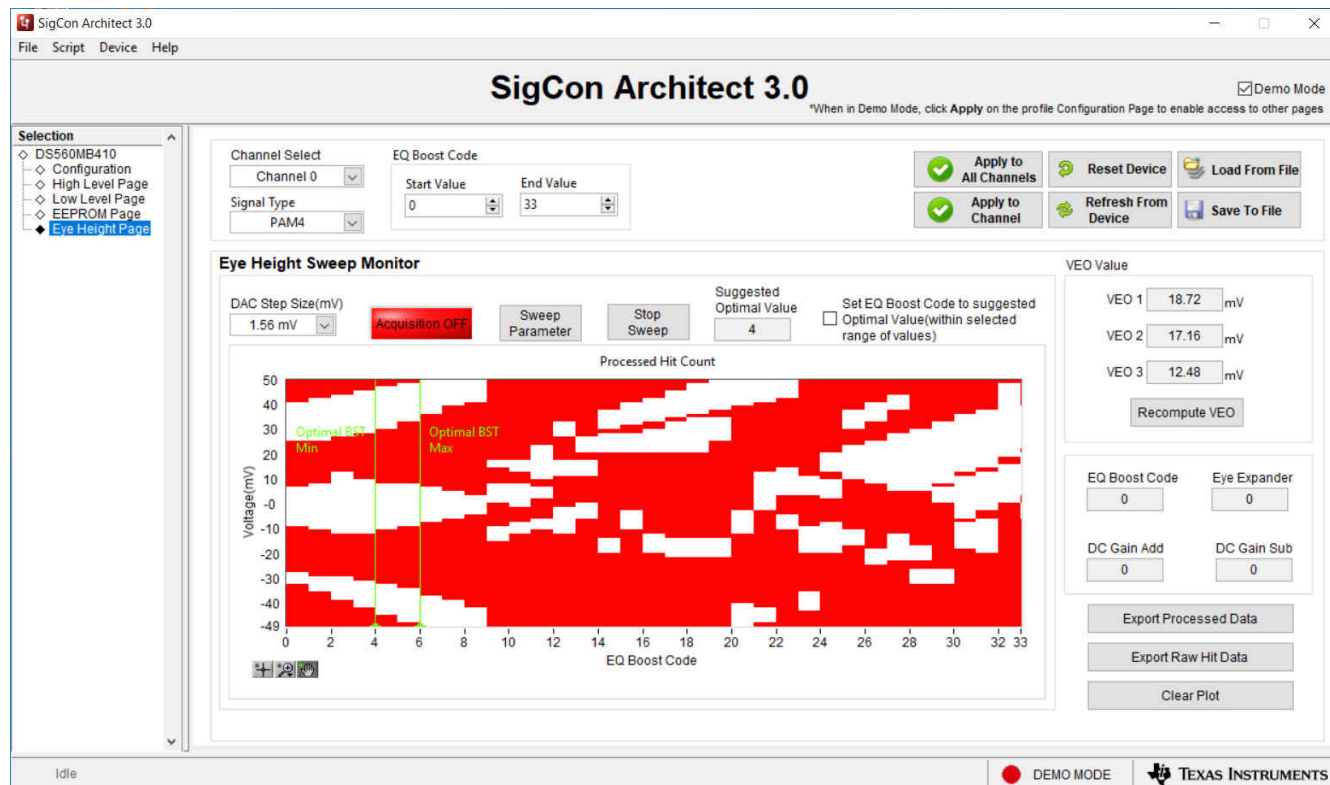 SigCon Architect 3.0
File Script Device Help
SigCon Architect 3.0
Demo Mode
*When in Demo Mode, click Apply on the profile Configuration Page to enable access to other pages
Selection
DS560MB410
Configuration
High Level Page
Low Level Page
EEPROM Page
Eye Height Page
Channel Select
Channel 0
Signal Type
PAM4
EQ Boost Code
Start Value
0
End Value
33
Apply to
All Channels
Reset Device
Load From File
Apply to
Channel
Refresh From
Device
Save To File
Eye Height Sweep Monitor
DAC Step Size(mV)
1.56 mV
Acquisition OFF
Sweep
Parameter
Stop
Sweep
Suggested
Optimal Value
4
Set EQ Boost Code to suggested
Optimal Value(within selected
range of values)
Processed Hit Count
Voltage(mV)
50
40
30
20
10
-0
-10
-20
-30
-40
-49
Optimal BST
Min
Optimal BST
Max
0 2 4 6 8 10 12 14 16 18 20 22 24 26 28 30 32 33
EQ Boost Code
VEO Value
VEO 1 18.72 mV
VEO 2 17.16 mV
VEO 3 12.48 mV
Recompute VEO
EQ Boost Code
0
Eye Expander
0
DC Gain Add
0
DC Gain Sub
0
Export Processed Data
Export Raw Hit Data
Clear Plot
Idle
DEMO MODE
TEXAS INSTRUMENTS